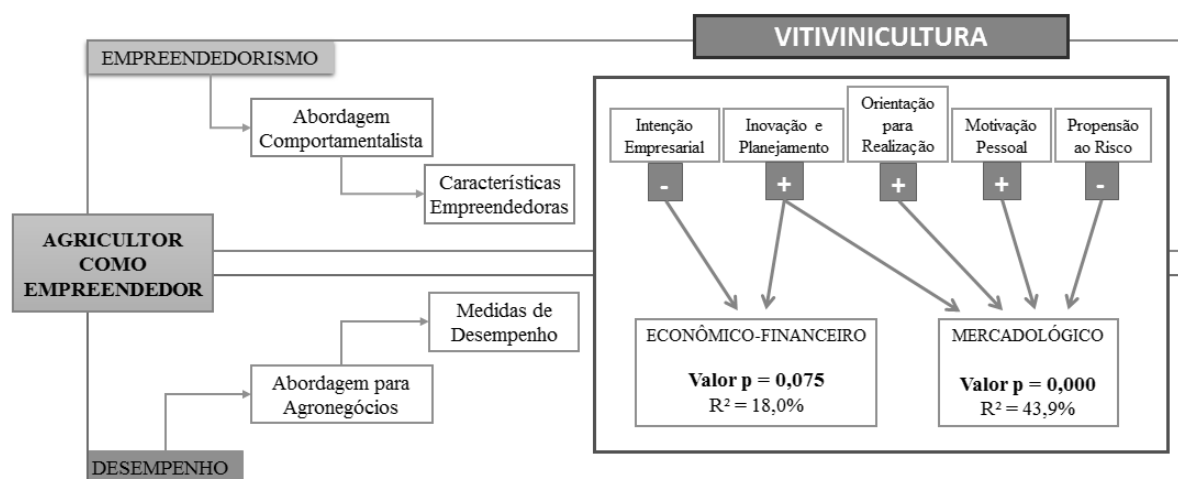 VITIVINICULTURA
EMPREENDEDORISMO
Abordagem
Comportamentalista
Características
Empreendedoras
AGRICULTOR
COMO
EMPREENDEDOR
Medidas de
Desempenho
Abordagem para
Agronegócios
DESEMPENHO
Intenção
Empresarial
-
Inovação e
Planejamento
+
Orientação
para
Realização
+
Motivação
Pessoal
+
Propensão
ao Risco
-
ECONÔMICO-FINANCEIRO
Valor p = 0,075
R² = 18,0%
MERCADOLÓGICO
Valor p = 0,000
R² = 43,9%